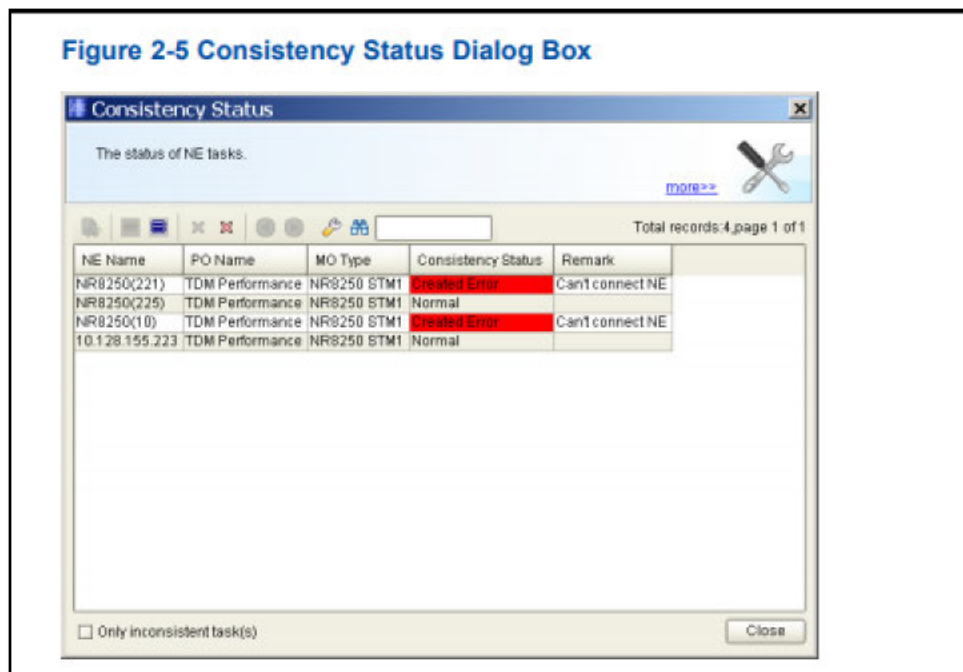 Figure 2-5 Consistency Status Dialog Box
Consistency Status
The status of NE tasks.
more>>
Total records:4,page 1 of 1
NE Name PO Name MO Type Consistency Status Remark
NR8250(221) TDM Performance NR8250 STM1 Created Error Can't connect NE
NR8250(225) TDM Performance NR8250 STM1 Normal
NR8250(10) TDM Performance NR8250 STM1 Created Error Can't connect NE
10.128.155.223 TDM Performance NR8250 STM1 Normal
Only inconsistent task(s)
Close